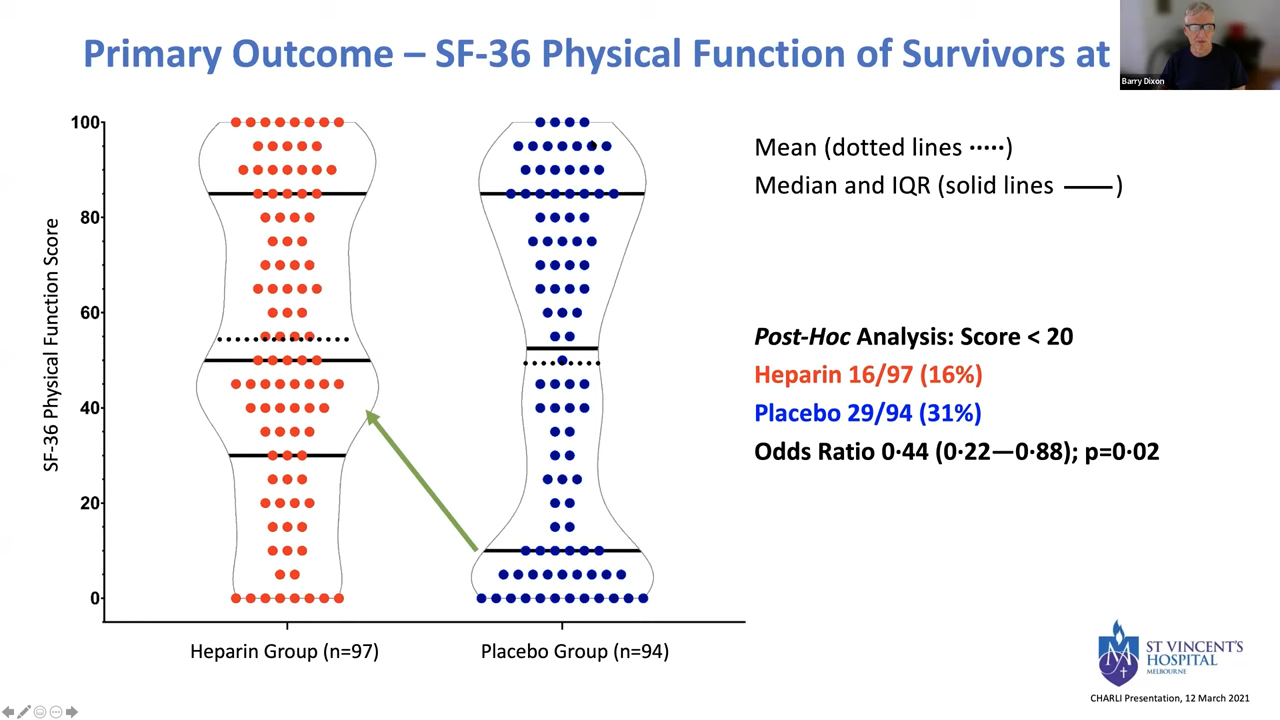 Primary Outcome – SF-36 Physical Function of Survivors at
Barry Dixon
100
80
60
40
20
0
SF-36 Physical Function Score
Heparin Group (n=97)
Placebo Group (n=94)
Mean (dotted lines ·····)
Median and IQR (solid lines ——)
Post-Hoc Analysis: Score < 20
Heparin 16/97 (16%)
Placebo 29/94 (31%)
Odds Ratio 0·44 (0·22—0·88); p=0·02
ST VINCENT'S
HOSPITAL
MELBOURNE
CHARLI Presentation, 12 March 2021